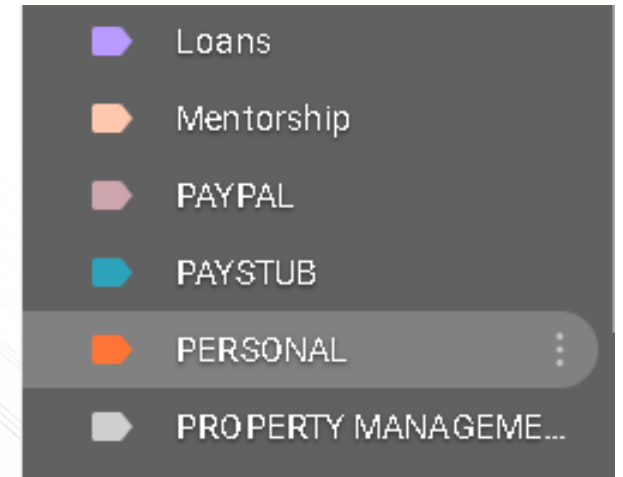 Loans
Mentorship
PAYPAL
PAYSTUB
PERSONAL
PROPERTY MANAGEME...